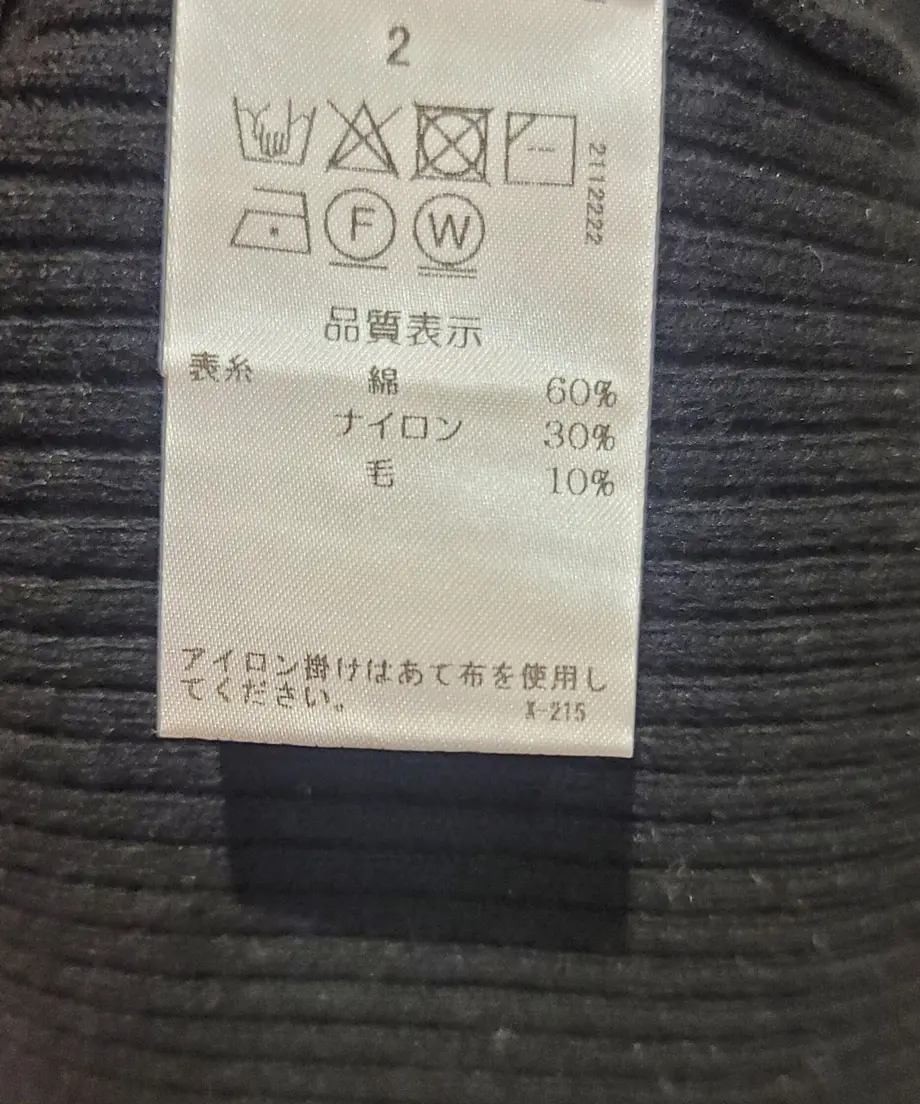 2
2112222
F W
品質表示
表糸 綿 60%
ナイロン 30%
毛 10%
アイロン掛けはあて布を使用し
てください。
X-215